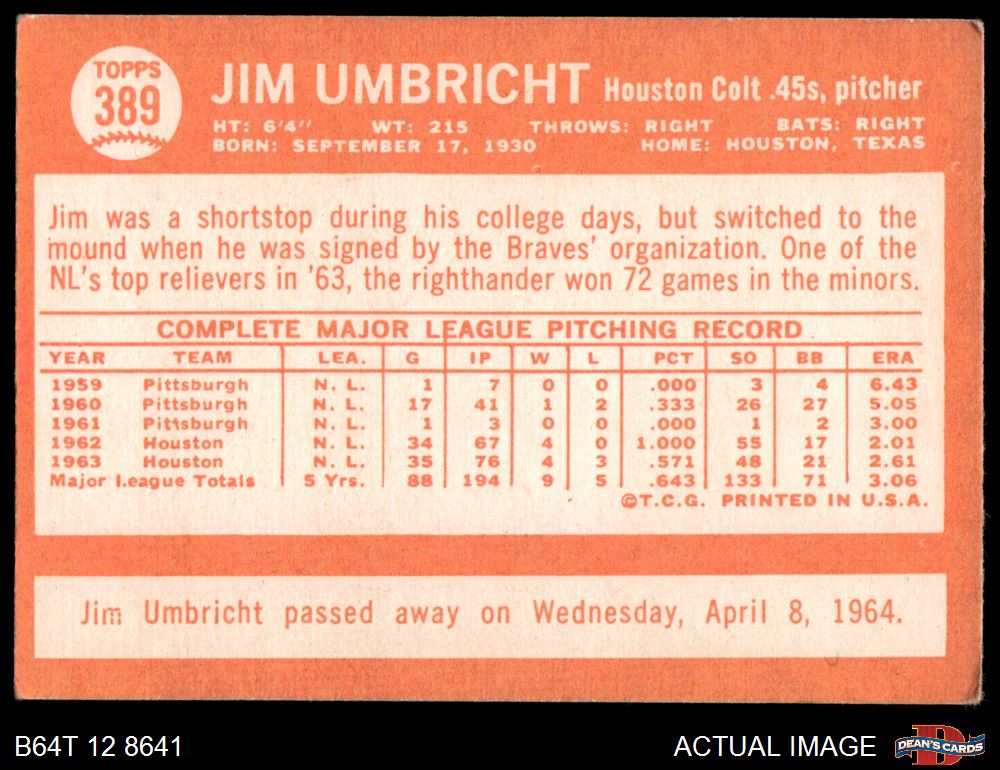 TOPPS
389
JIM UMBRICHT Houston Colt .45s, pitcher
HT: 6'4" WT: 215 THROWS: RIGHT BATS: RIGHT
BORN: SEPTEMBER 17, 1930 HOME: HOUSTON, TEXAS
Jim was a shortstop during his college days, but switched to the
mound when he was signed by the Braves' organization. One of the
NL's top relievers in '63, the righthander won 72 games in the minors.
COMPLETE MAJOR LEAGUE PITCHING RECORD
YEAR TEAM LEA. G IP W L PCT SO BB ERA
1959 Pittsburgh N. L. 1 7 0 0 .000 3 4 6.43
1960 Pittsburgh N. L. 17 41 1 2 .333 26 27 5.05
1961 Pittsburgh N. L. 1 3 0 0 .000 1 2 3.00
1962 Houston N. L. 34 67 4 0 1.000 55 17 2.01
1963 Houston N. L. 35 76 4 3 .571 48 21 2.61
Major League Totals 5 Yrs. 88 194 9 5 .643 133 71 3.06
©T.C.G. PRINTED IN U.S.A.
Jim Umbricht passed away on Wednesday, April 8, 1964.
B64T 12 8641 ACTUAL IMAGE DEAN'S CARDS